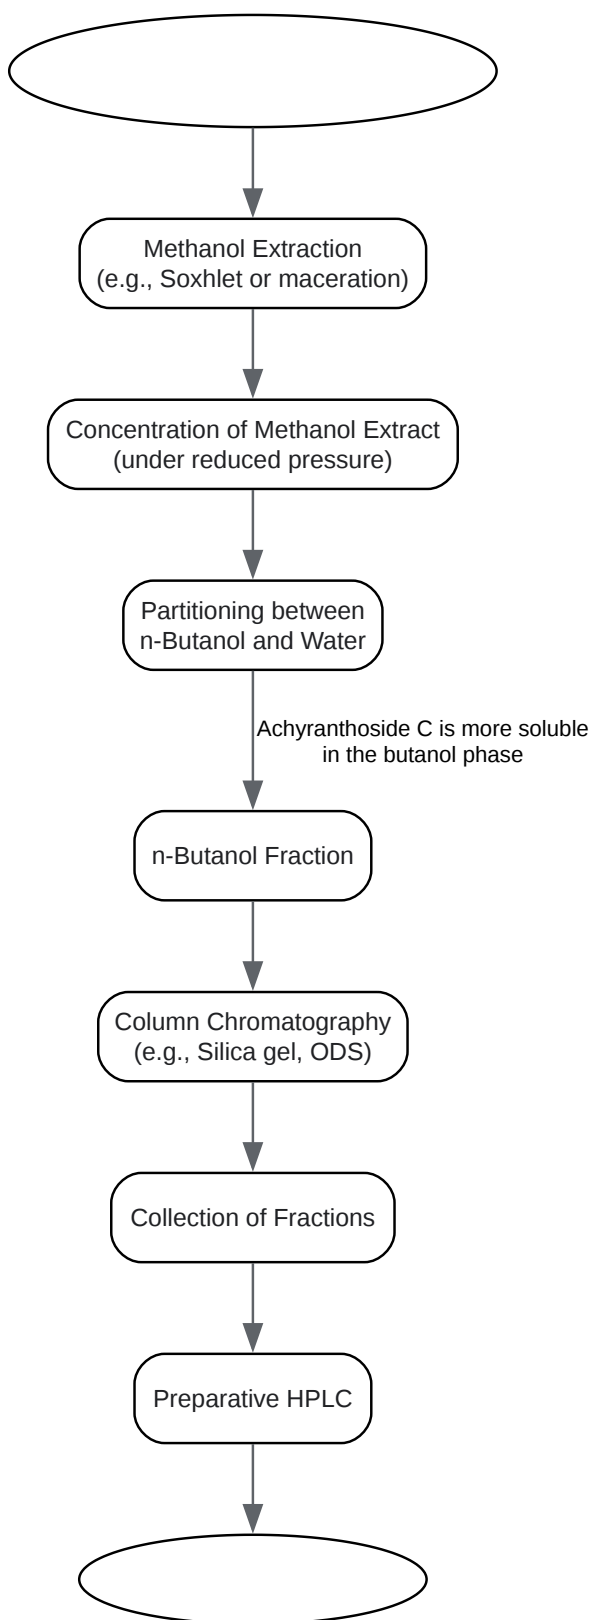 Methanol Extraction
(e.g., Soxhlet or maceration)
Concentration of Methanol Extract
(under reduced pressure)
Partitioning between
n-Butanol and Water
Achyranthoside C is more soluble
in the butanol phase
n-Butanol Fraction
Column Chromatography
(e.g., Silica gel, ODS)
Collection of Fractions
Preparative HPLC